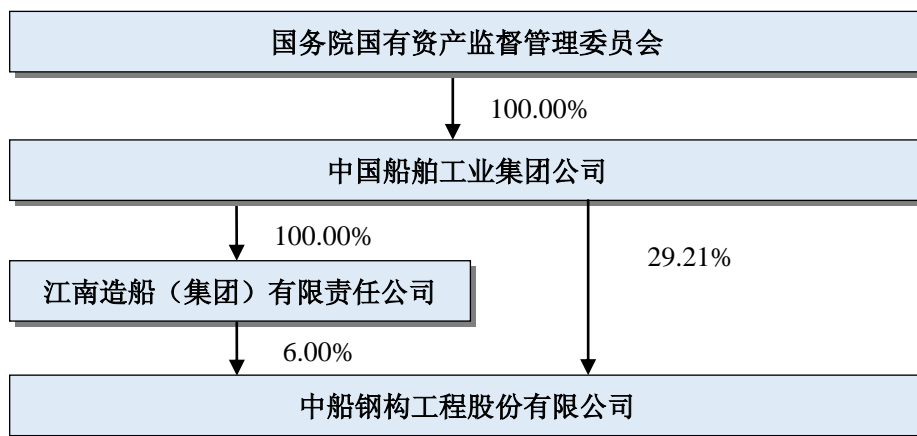 国务院国有资产监督管理委员会
100.00%
中国船舶工业集团公司
100.00%
29.21%
江南造船（集团）有限责任公司
6.00%
中船钢构工程股份有限公司